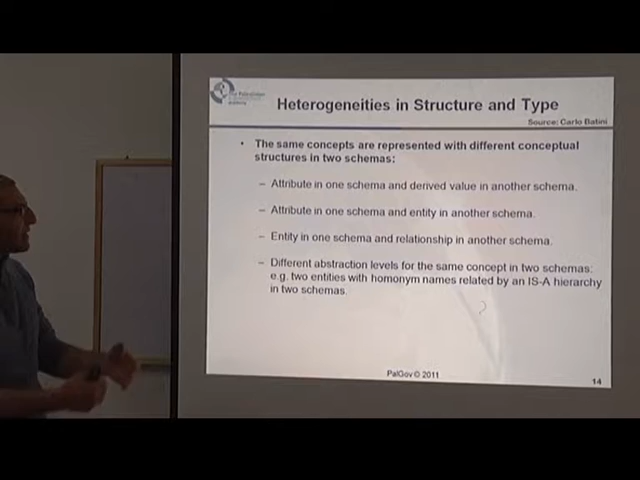 Heterogeneities in Structure and Type
Source: Carlo Batini
• The same concepts are represented with different conceptual
structures in two schemas:
– Attribute in one schema and derived value in another schema.
– Attribute in one schema and entity in another schema.
– Entity in one schema and relationship in another schema.
– Different abstraction levels for the same concept in two schemas:
e.g. two entities with homonym names related by an IS-A hierarchy
in two schemas.
PalGov © 2011
14